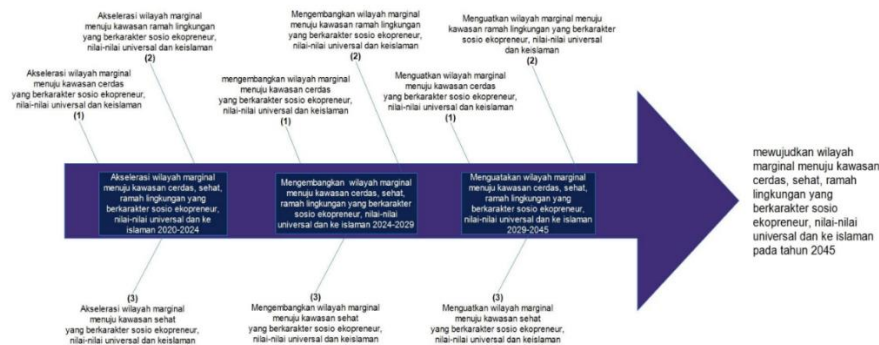 Akselerasi wilayah marginal
menuju kawasan ramah lingkungan
yang berkarakter sosio ekopreneur,
nilai-nilai universal dan keislaman
(2)
Mengembangkan wilayah marginal
menuju kawasan ramah lingkungan
yang berkarakter sosio ekopreneur,
nilai-nilai universal dan keislaman
(2)
Menguatkan wilayah marginal menuju
kawasan ramah lingkungan yang berkarakter
sosio ekopreneur, nilai-nilai universal
dan keislaman
(2)
Akselerasi wilayah marginal
menuju kawasan cerdas
yang berkarakter sosio ekopreneur,
nilai-nilai universal dan keislaman
(1)
mengembangkan wilayah marginal
menuju kawasan cerdas
yang berkarakter sosio ekopreneur,
nilai-nilai universal dan keislaman
(1)
Menguatkan wilayah marginal
menuju kawasan cerdas
yang berkarakter sosio ekopreneur,
nilai-nilai universal dan keislaman
(1)
Akselerasi wilayah marginal
menuju kawasan cerdas, sehat,
ramah lingkungan yang
berkarakter sosio ekopreneur,
nilai-nilai universal dan ke
islaman 2020-2024
Mengembangkan wilayah marginal
menuju kawasan cerdas, sehat,
ramah lingkungan yang berkarakter
sosio ekopreneur, nilai-nilai
universal dan keislaman 2024-2029
Menguatakan wilayah marginal
menuju kawasan cerdas, sehat,
ramah lingkungan yang
berkarakter sosio ekopreneur,
nilai-nilai universal dan ke islaman
2029-2045
mewujudkan wilayah
marginal menuju kawasan
cerdas, sehat, ramah
lingkungan yang
berkarakter sosio
ekopreneur, nilai-nilai
universal dan ke islaman
pada tahun 2045
(3)
Akselerasi wilayah marginal
menuju kawasan sehat
yang berkarakter sosio ekopreneur,
nilai-nilai universal dan keislaman
(3)
Mengembangkan wilayah marginal
menuju kawasan sehat
yang berkarakter sosio ekopreneur,
nilai-nilai universal dan keislaman
(3)
Menguatkan wilayah marginal
menuju kawasan sehat
yang berkarakter sosio ekopreneur,
nilai-nilai universal dan keislaman